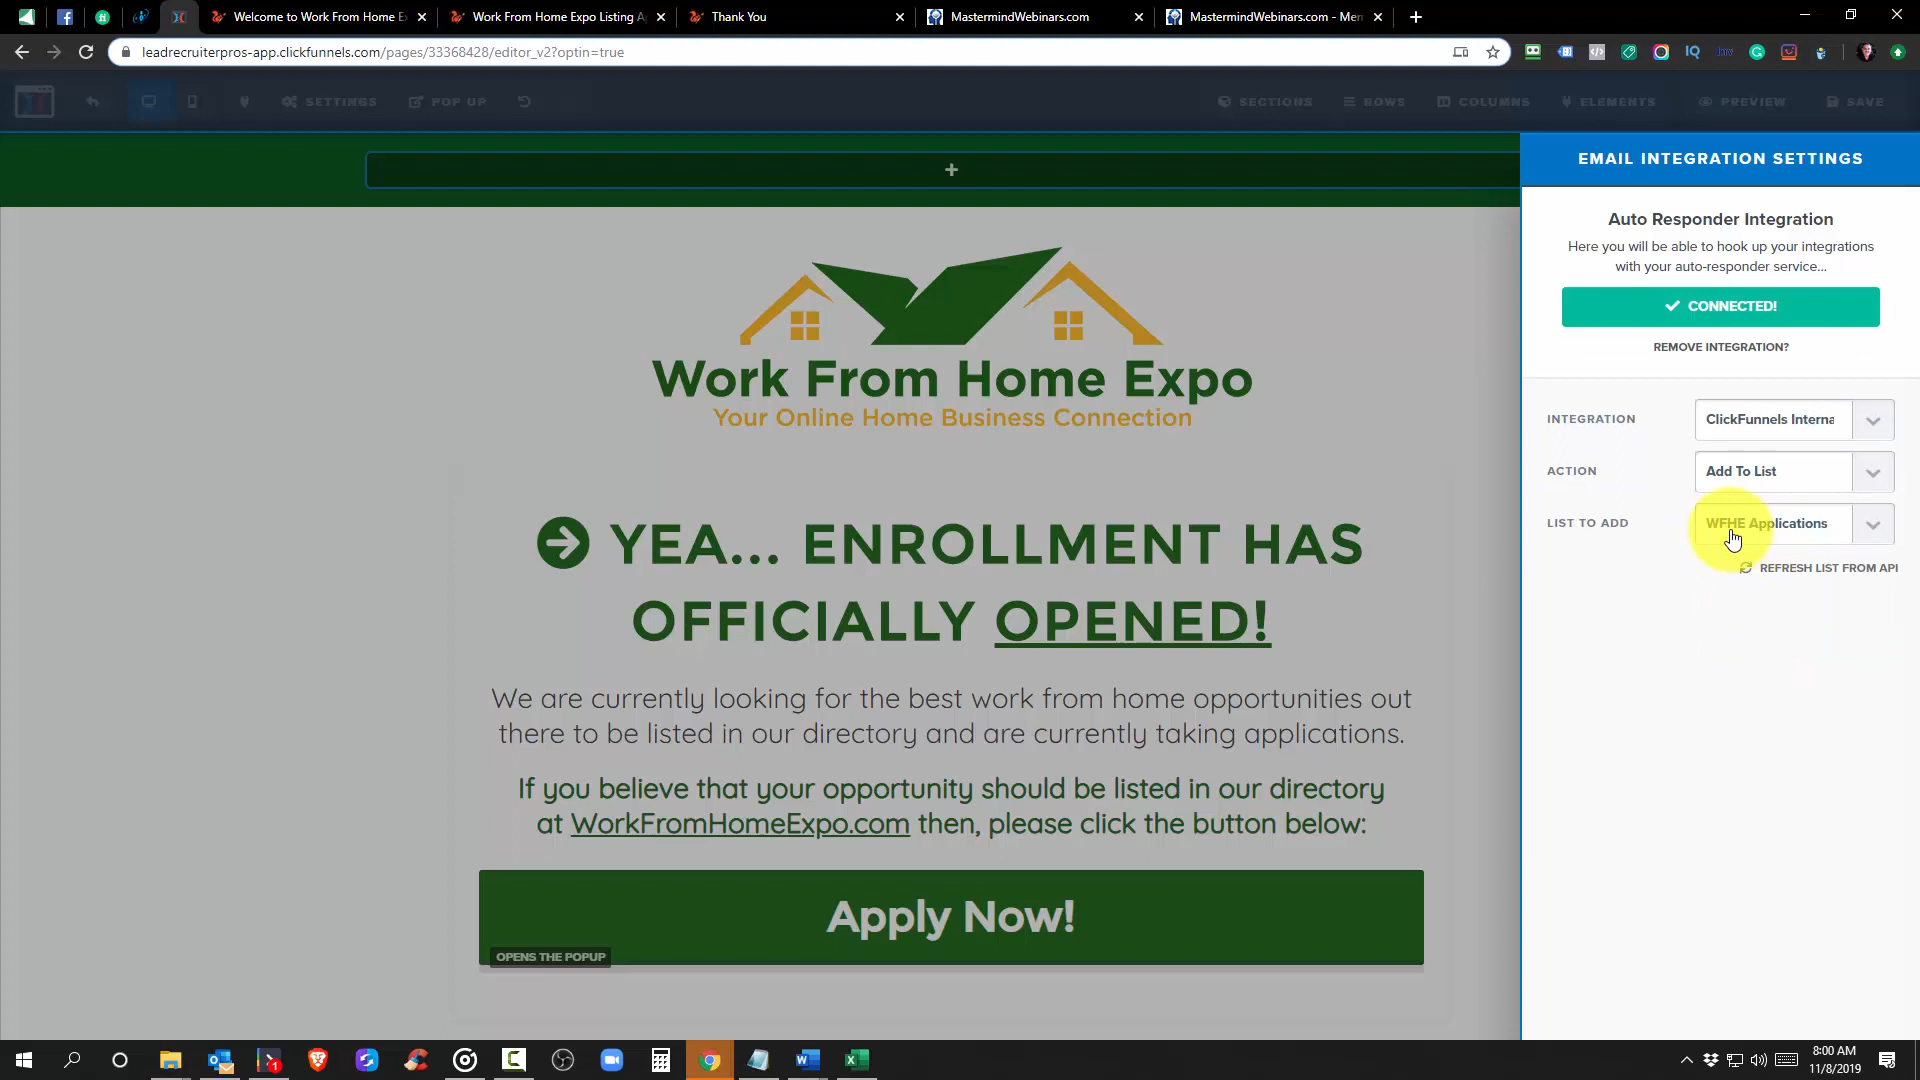 Welcome to Work From Home E
Work From Home Expo Listing A
Thank You
MastermindWebinars.com
MastermindWebinars.com - Mem
leadrecruiterpros-app.clickfunnels.com/pages/33368428/editor_v2?optin=true
SETTINGS
POP UP
SECTIONS
ROWS
COLUMNS
ELEMENTS
PREVIEW
SAVE
EMAIL INTEGRATION SETTINGS
Auto Responder Integration
Here you will be able to hook up your integrations
with your auto-responder service...
CONNECTED!
REMOVE INTEGRATION?
INTEGRATION
ClickFunnels Interna
ACTION
Add To List
LIST TO ADD
WFHE Applications
REFRESH LIST FROM API
Work From Home Expo
Your Online Home Business Connection
YEA... ENROLLMENT HAS
OFFICIALLY OPENED!
We are currently looking for the best work from home opportunities out
there to be listed in our directory and are currently taking applications.
If you believe that your opportunity should be listed in our directory
at WorkFromHomeExpo.com then, please click the button below:
Apply Now!
OPENS THE POPUP
8:00 AM
11/8/2019